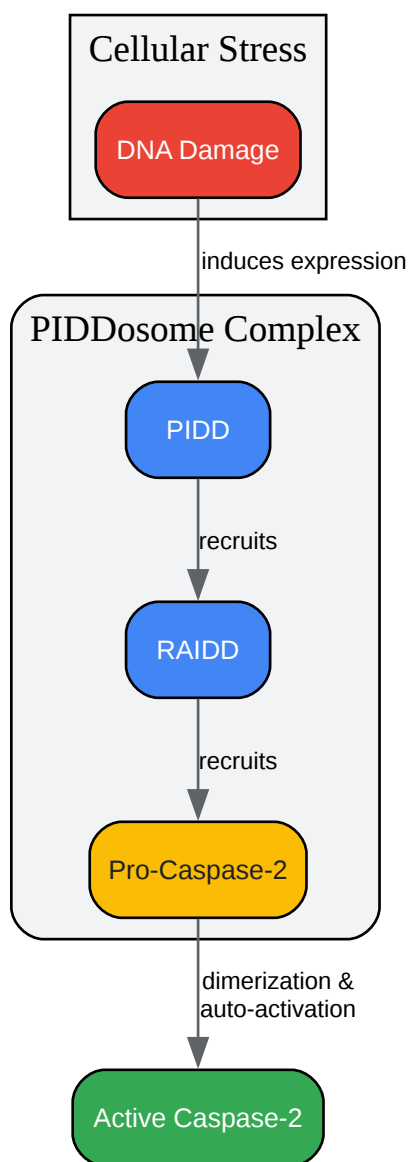 Cellular Stress
DNA Damage
induces expression
PIDDosome Complex
PIDD
recruits
RAIDD
recruits
Pro-Caspase-2
dimerization &
auto-activation
Active Caspase-2